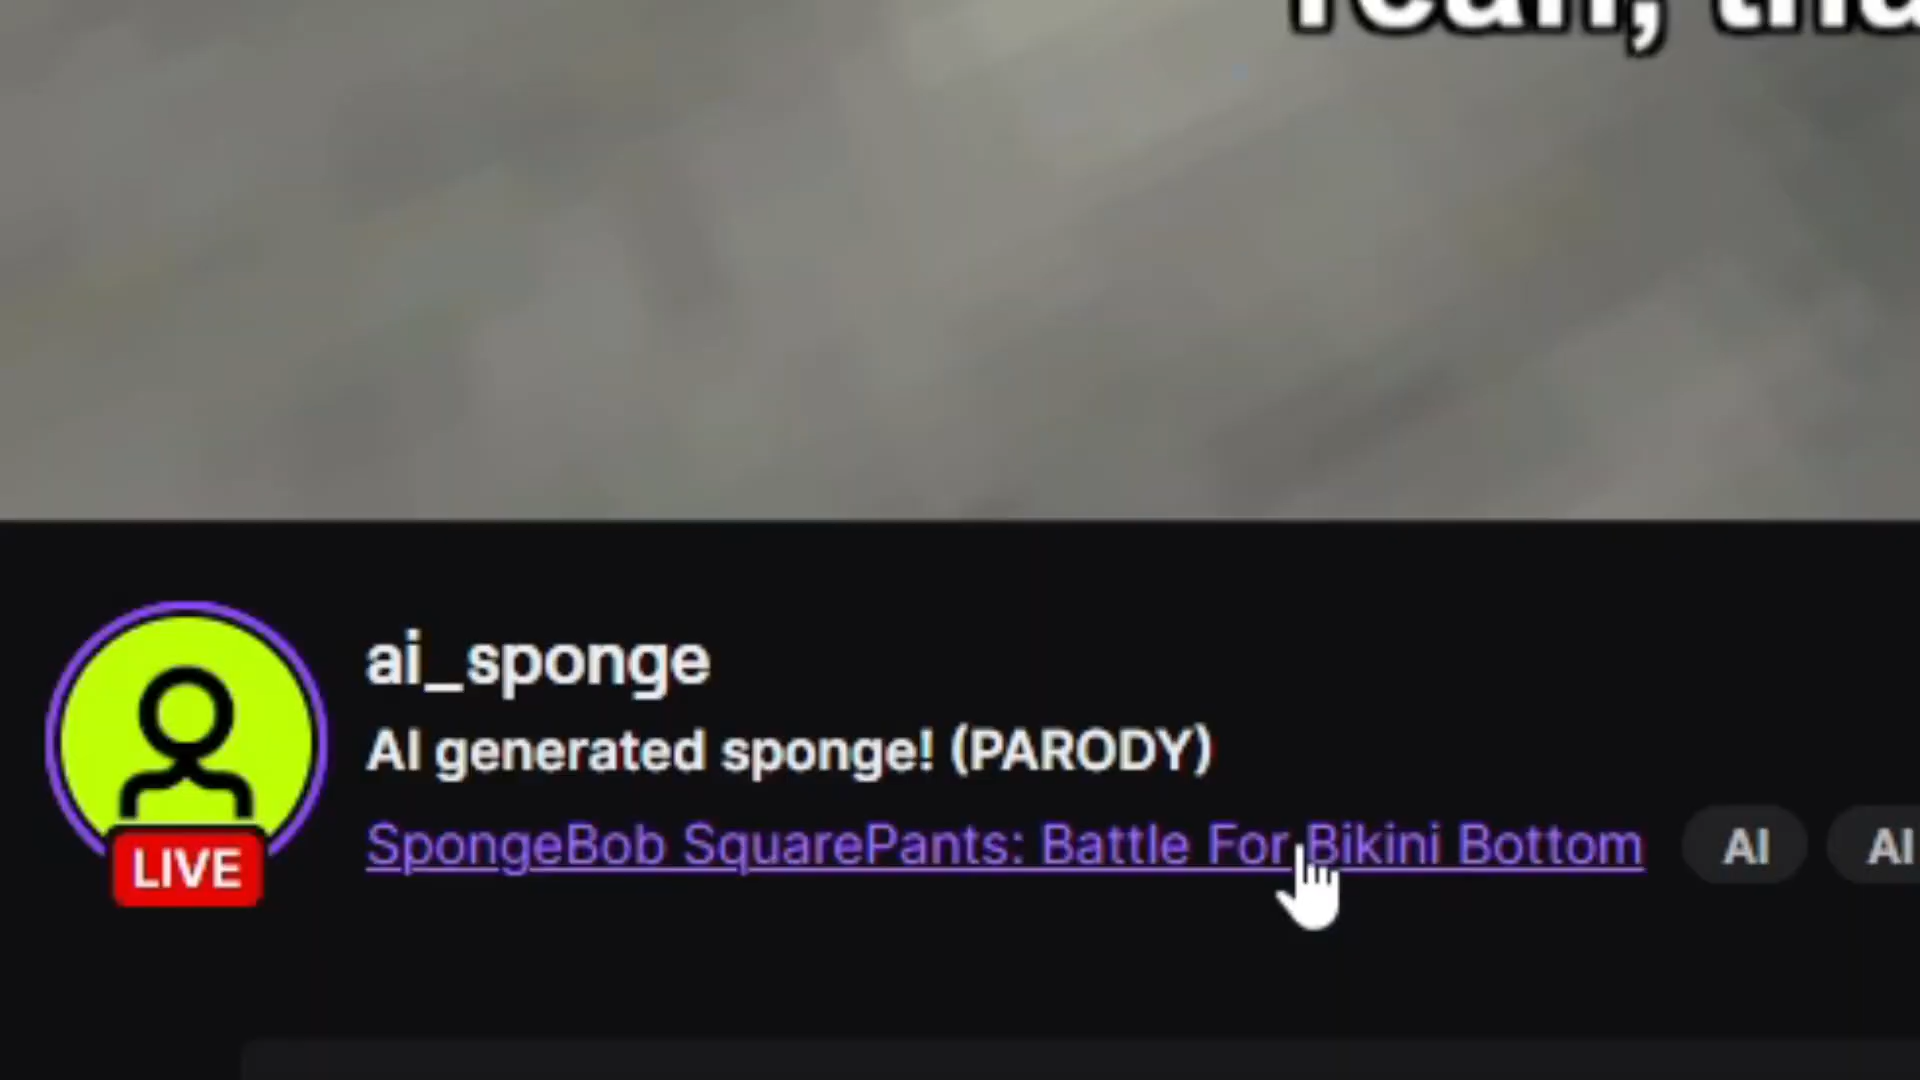 ai_sponge
AI generated sponge! (PARODY)
SpongeBob SquarePants: Battle For Bikini Bottom
AI
AI
LIVE